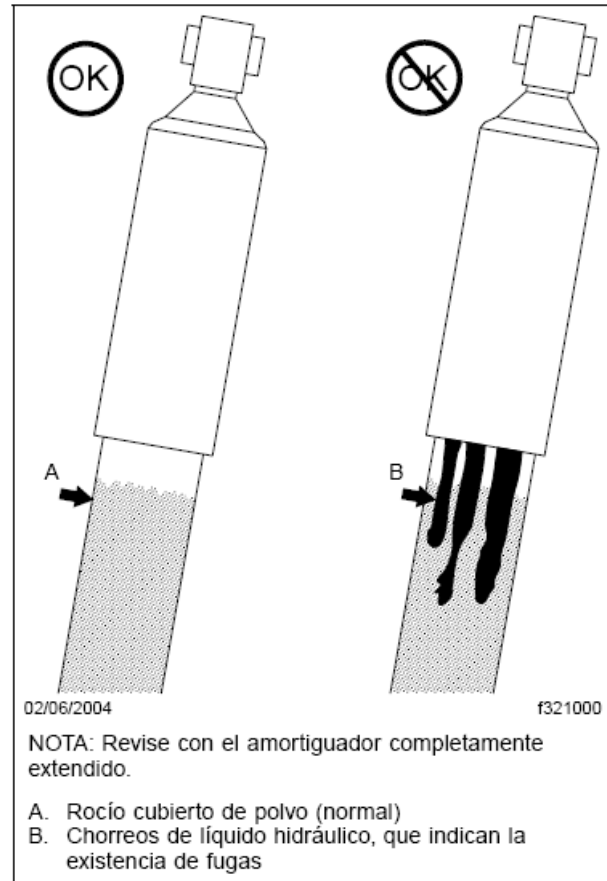 OK
OK
A
B
02/06/2004
f321000
NOTA: Revise con el amortiguador completamente
extendido.
A. Rocío cubierto de polvo (normal)
B. Chorreos de líquido hidráulico, que indican la
existencia de fugas